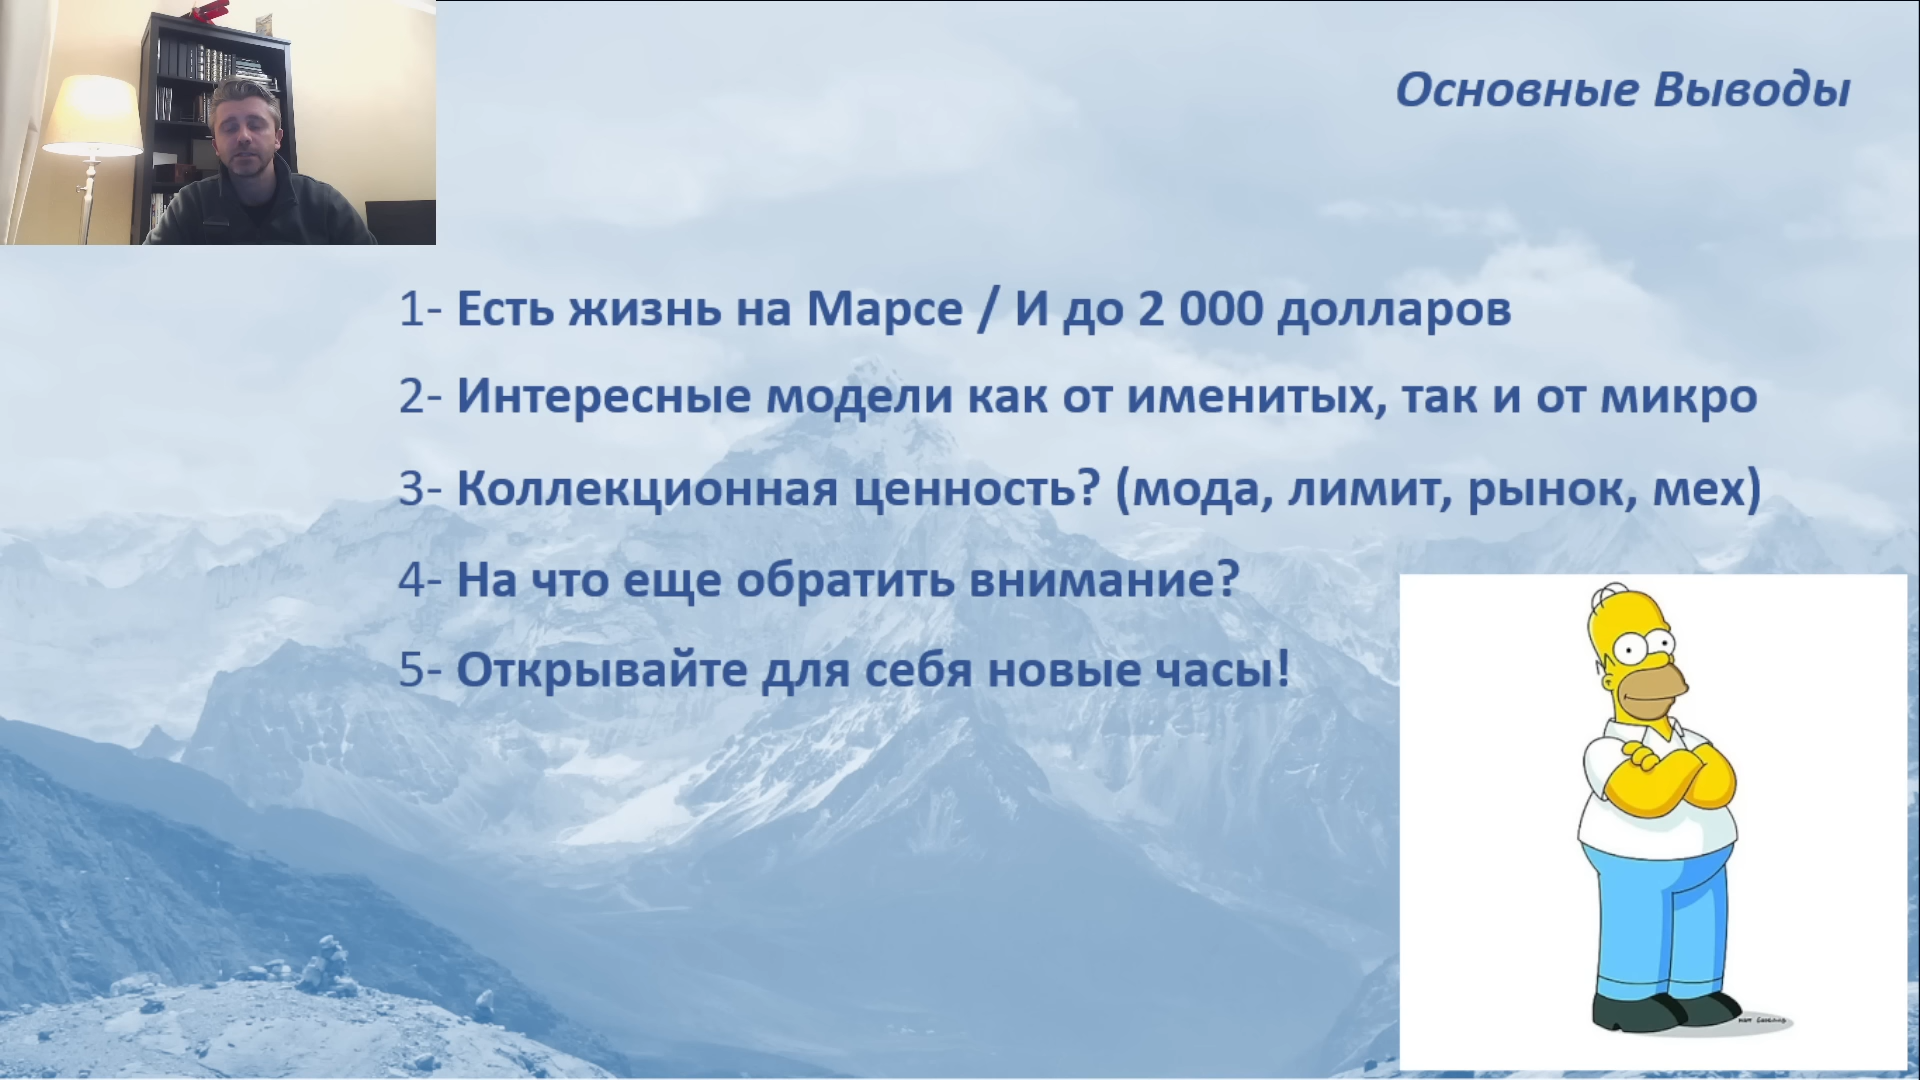 Основные Выводы
1- Есть жизнь на Марсе / И до 2 000 долларов
2- Интересные модели как от именитых, так и от микро
3- Коллекционная ценность? (мода, лимит, рынок, мех)
4- На что еще обратить внимание?
5- Открывайте для себя новые часы!